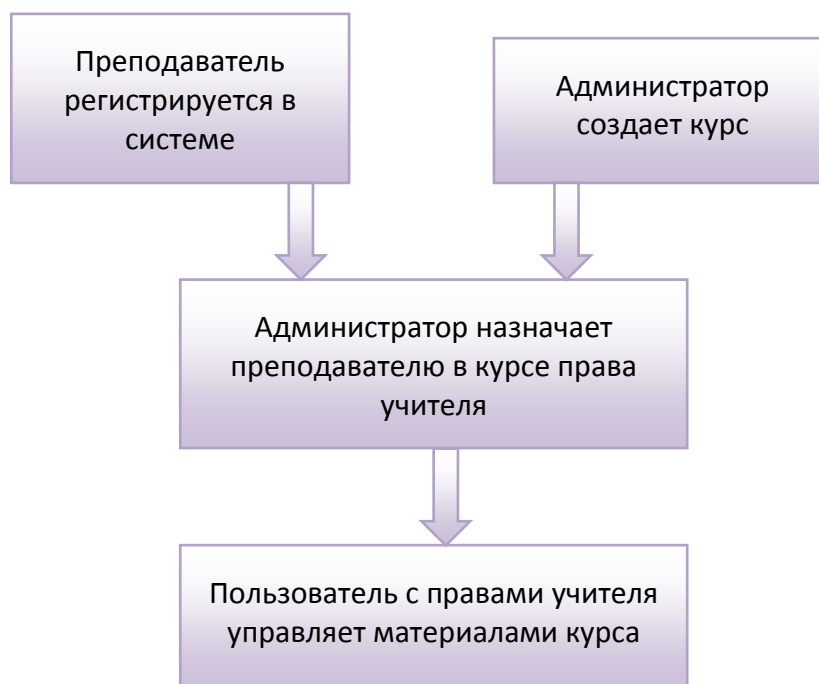 Преподаватель
регистрируется в
системе
Администратор
создает курс
Администратор назначает
преподавателю в курсе права
учителя
Пользователь с правами учителя
управляет материалами курса